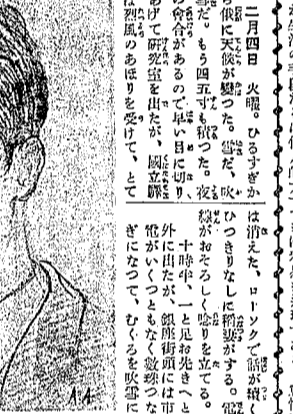 二月四日　火曜。ひるすぎか
ら俄に天候が變つた。雪だ、吹
雪だ。もう四五寸も積つた。夜
の會合があるので早い目に切り
あげて研究室を出たが、國立
は烈風のあほりを受けて、とて
は消えた、ローソクで話が積
ひつきりなしに稲妻がする。電
線がおそろしく唸りを立てる。
十時半、一と足お先きへと
外に出たが、銀座街頭には市
電がいくつともなく數珠つな
ぎになつて、むくろを吹雪に
A.A.